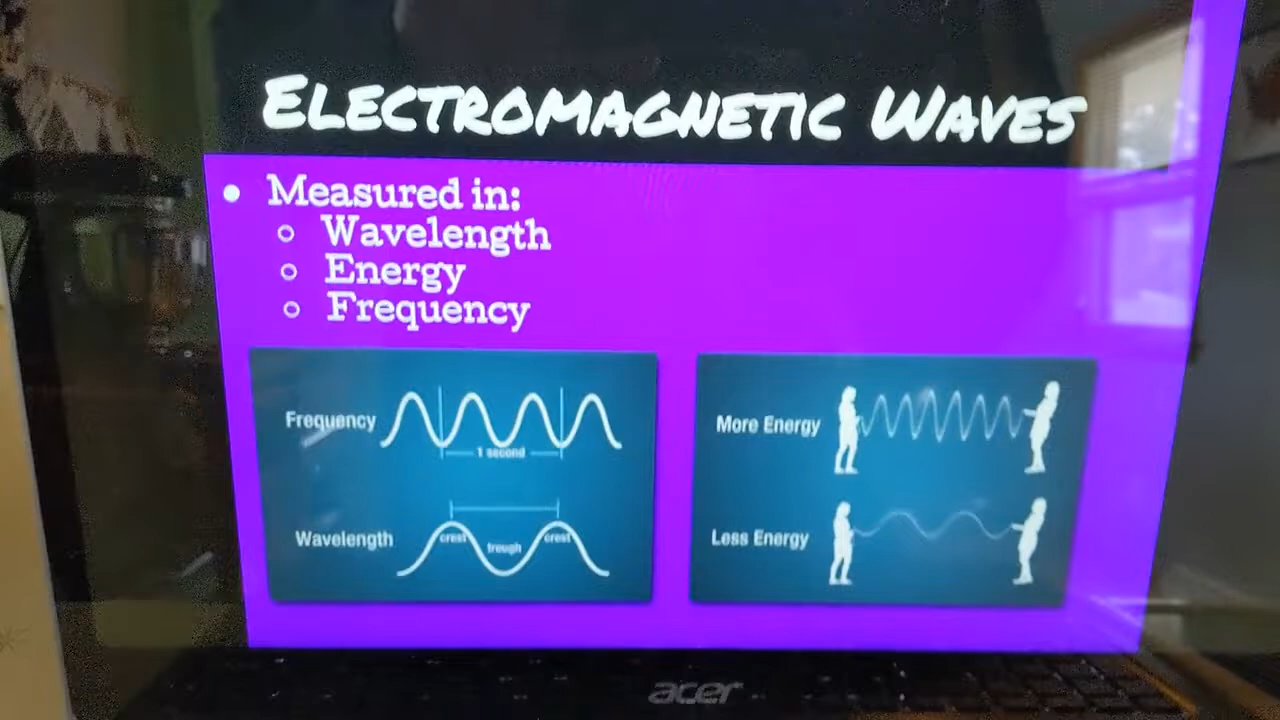 Electromagnetic Waves
Measured in:
Wavelength
Energy
Frequency
Frequency
1 second
Wavelength
crest
trough
crest
More Energy
Less Energy
acer